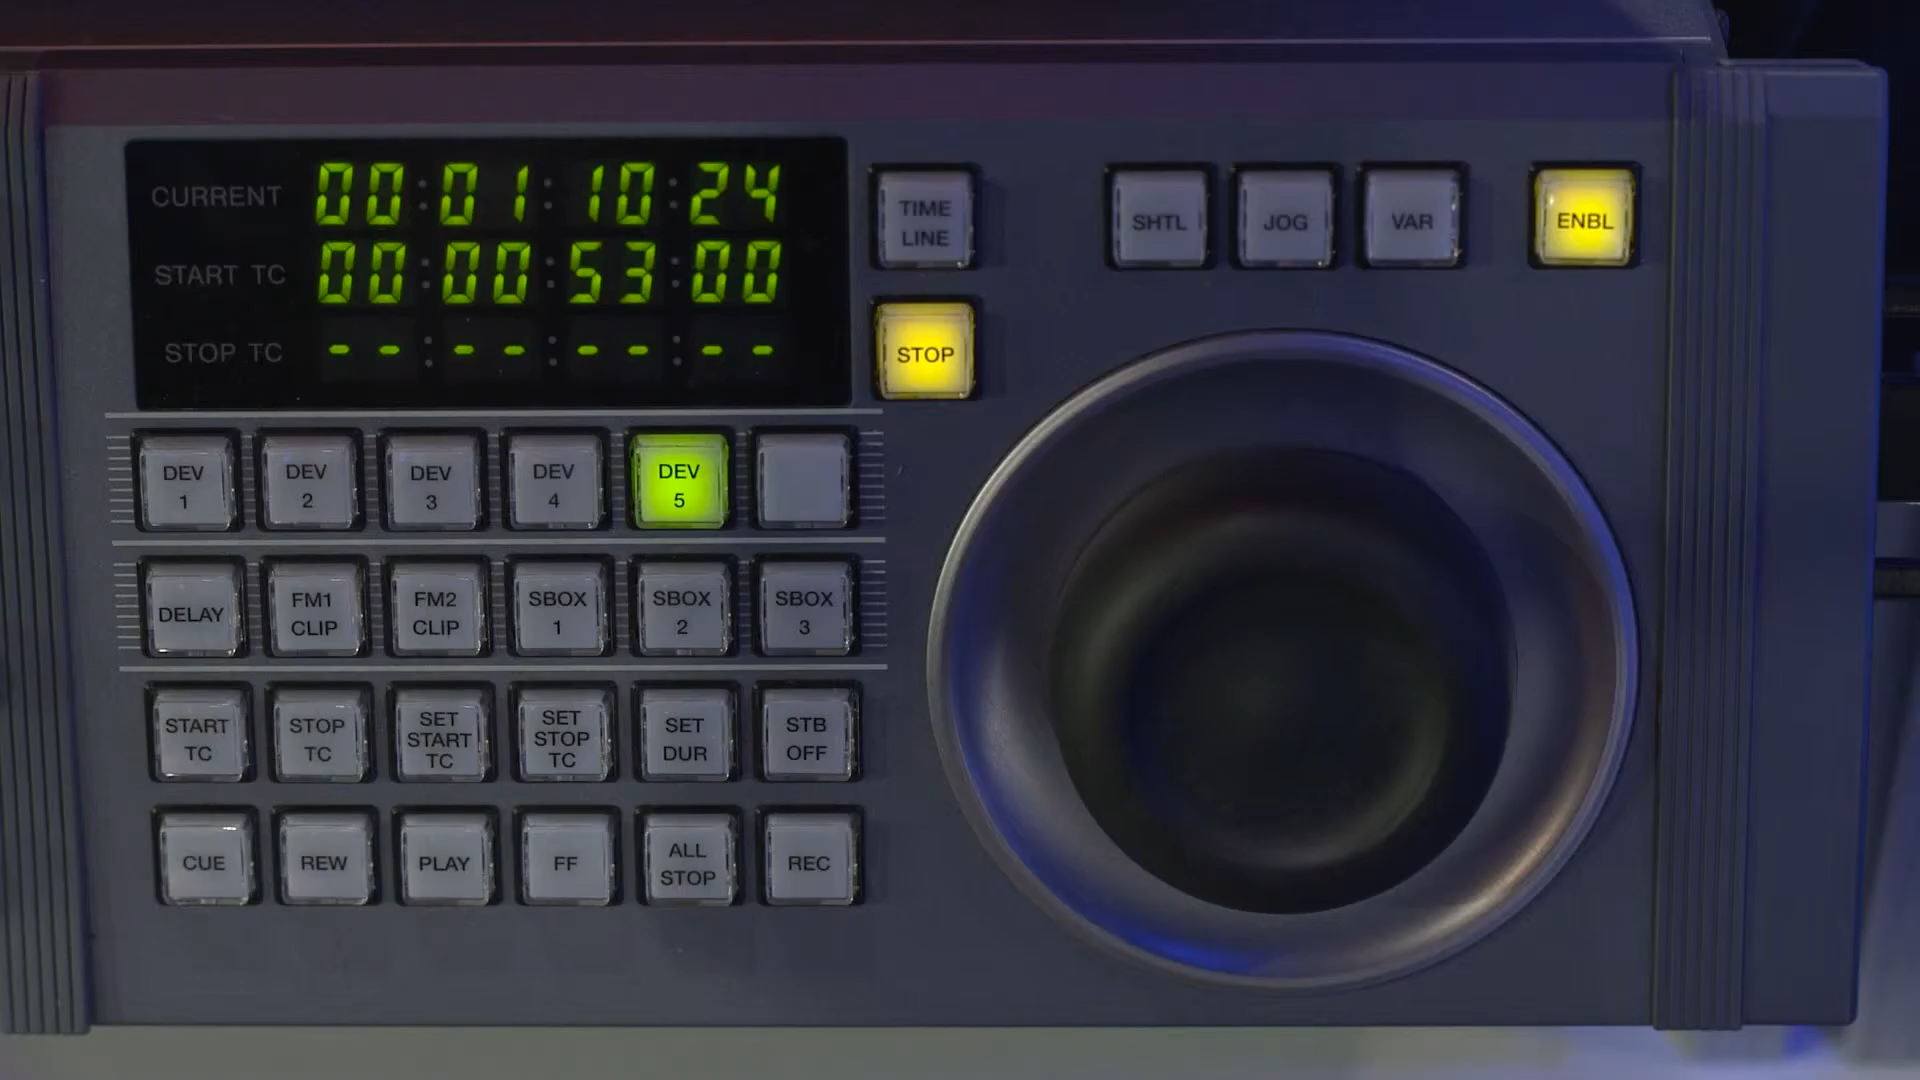 CURRENT 00:01:10:24
START TC 00:00:53:00
STOP TC --:--:--:--
TIME
LINE
SHTL
JOG
VAR
ENBL
STOP
DEV
1
DEV
2
DEV
3
DEV
4
DEV
5
DELAY
FM1
CLIP
FM2
CLIP
SBOX
1
SBOX
2
SBOX
3
START
TC
STOP
TC
SET
START
TC
SET
STOP
TC
SET
DUR
STB
OFF
CUE
REW
PLAY
FF
ALL
STOP
REC